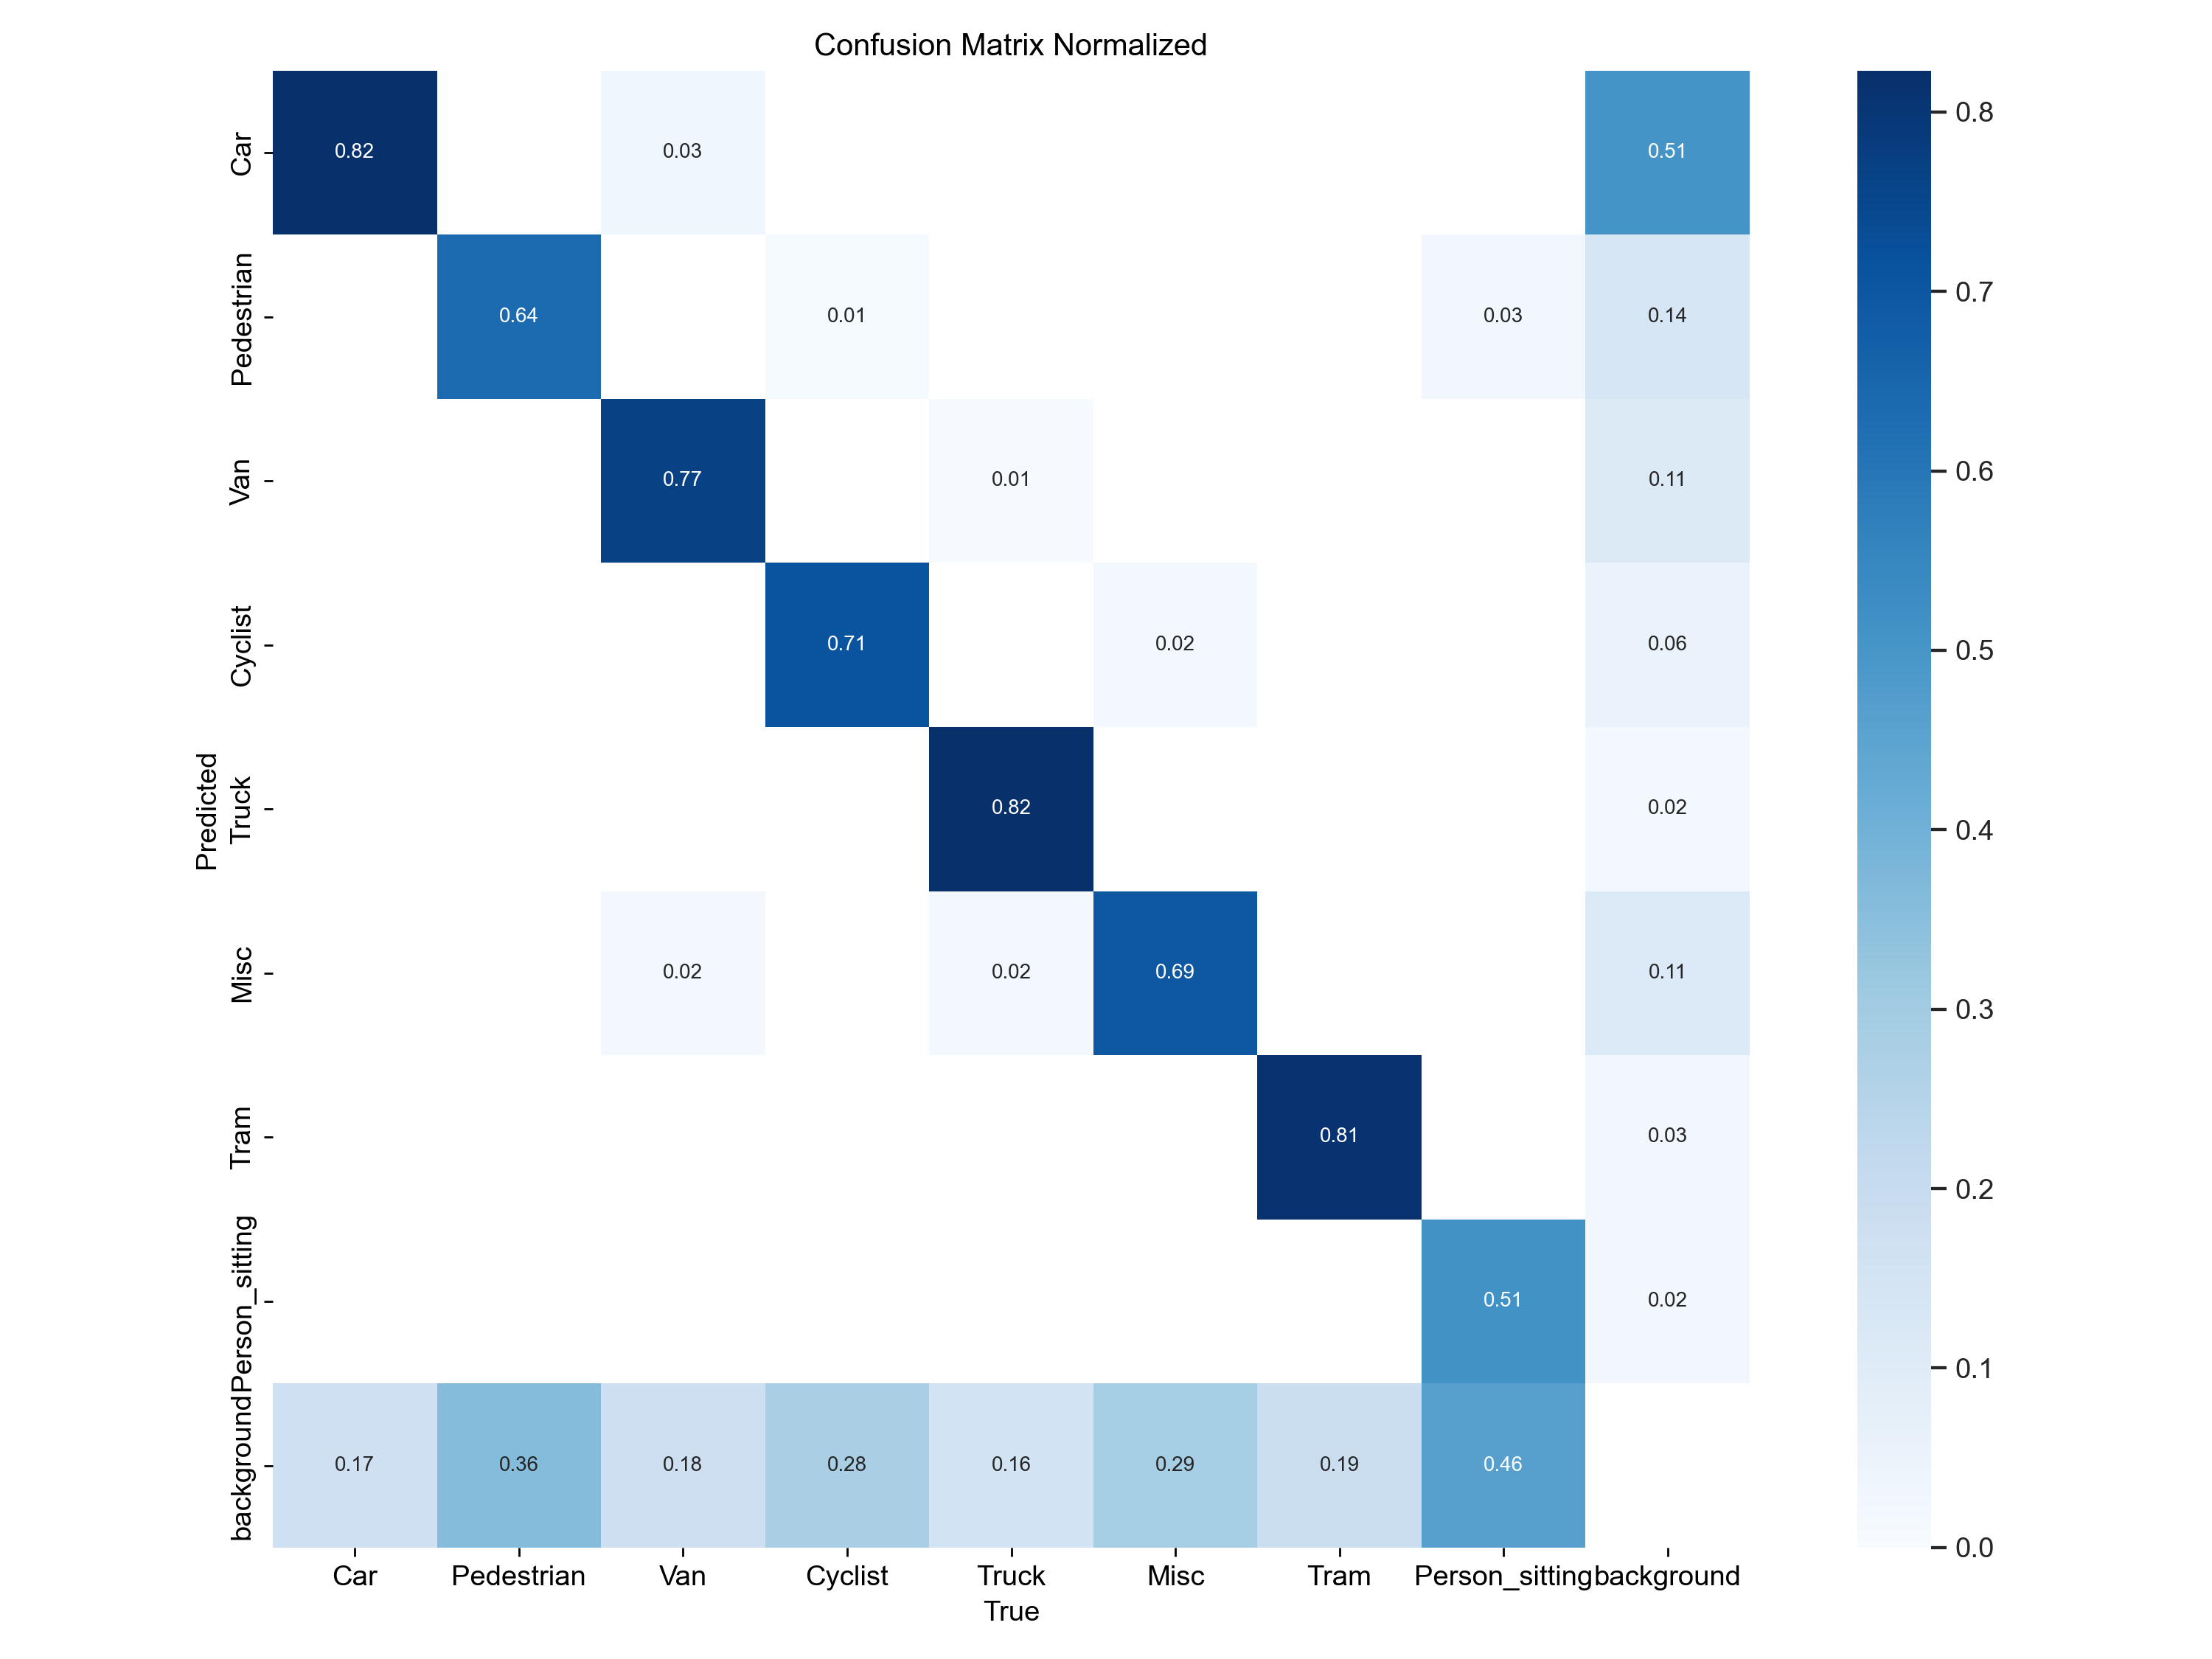 Confusion Matrix Normalized
Car
0.82
0.03
0.51
Pedestrian
0.64
0.01
0.03
0.14
Van
0.77
0.01
0.11
Cyclist
0.71
0.02
0.06
Predicted
Truck
0.82
0.02
Misc
0.02
0.02
0.69
0.11
Tram
0.81
0.03
Person_sitting
0.51
0.02
background
0.17
0.36
0.18
0.28
0.16
0.29
0.19
0.46
Car
Pedestrian
Van
Cyclist
Truck
Misc
Tram
Person_sitting
background
True
0.8
0.7
0.6
0.5
0.4
0.3
0.2
0.1
0.0